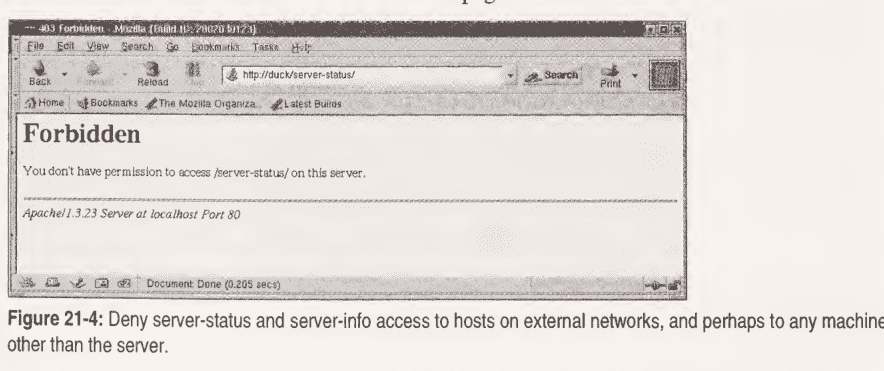 403 Forbidden - Mozilla {Build ID:
File Edit View Search Go Bookmarks Tasks Help
Back Reload http://duck/server-status/ Search Print
Home Bookmarks The Mozilla Organiza... Latest Builds
Forbidden
You don't have permission to access /server-status/ on this server.
Apache/1.3.23 Server at localhost Port 80
Document: Done (0.205 secs)
Figure 21-4: Deny server-status and server-info access to hosts on external networks, and perhaps to any machine
other than the server.